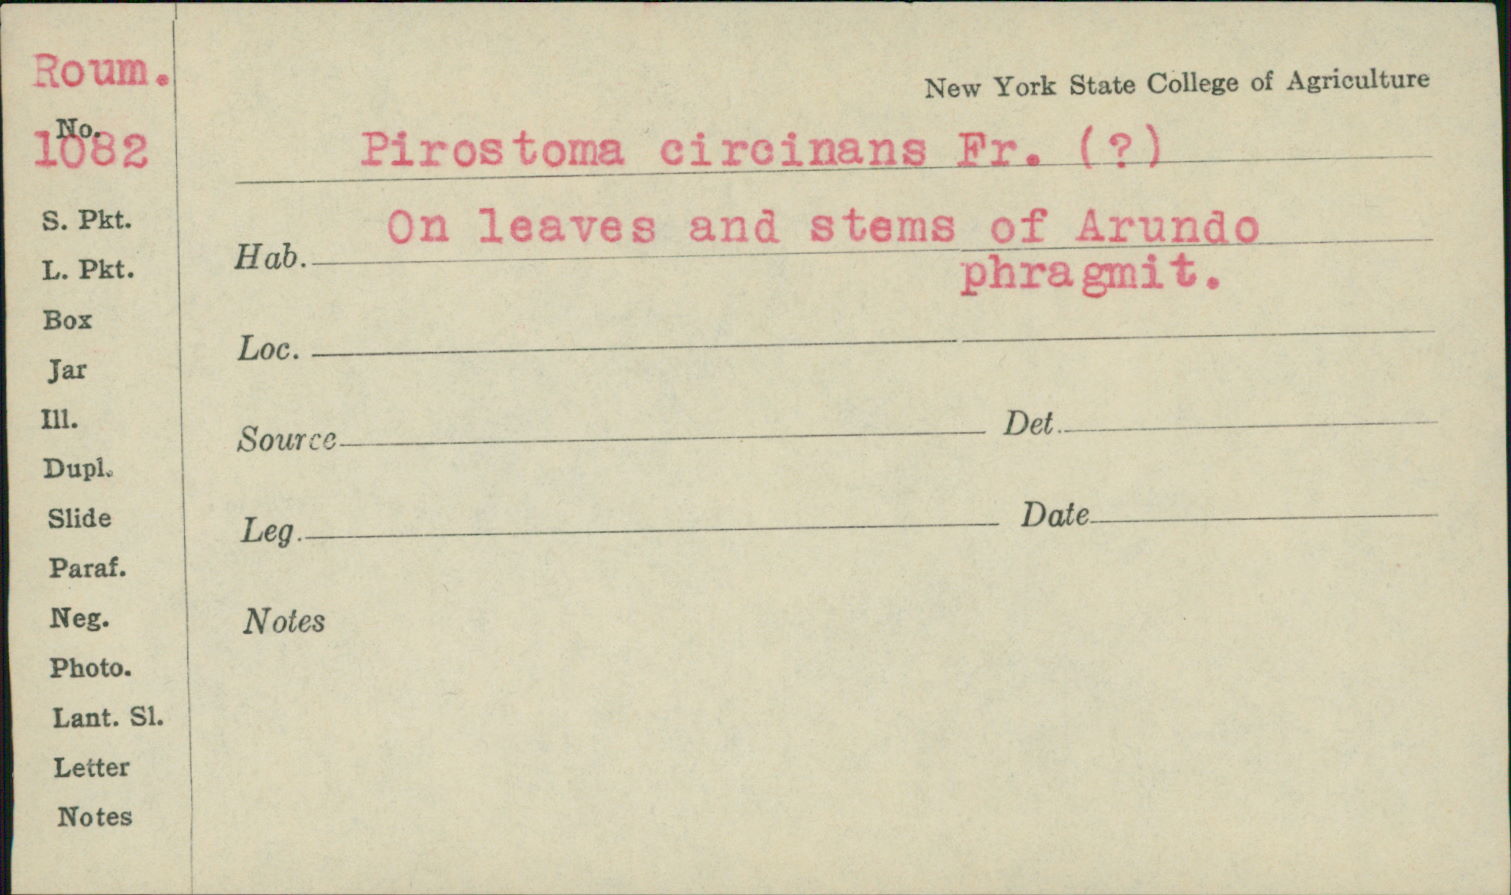 Roum.
New York State College of Agriculture
No.
1082
Pirostoma circinans Fr. (?)
S. Pkt.
Hab. On leaves and stems of Arundo
phragmit.
L. Pkt.
Box
Loc.
Jar
Ill.
Source Det.
Dupl.
Slide
Leg. Date
Paraf.
Neg.
Notes
Photo.
Lant. Sl.
Letter
Notes